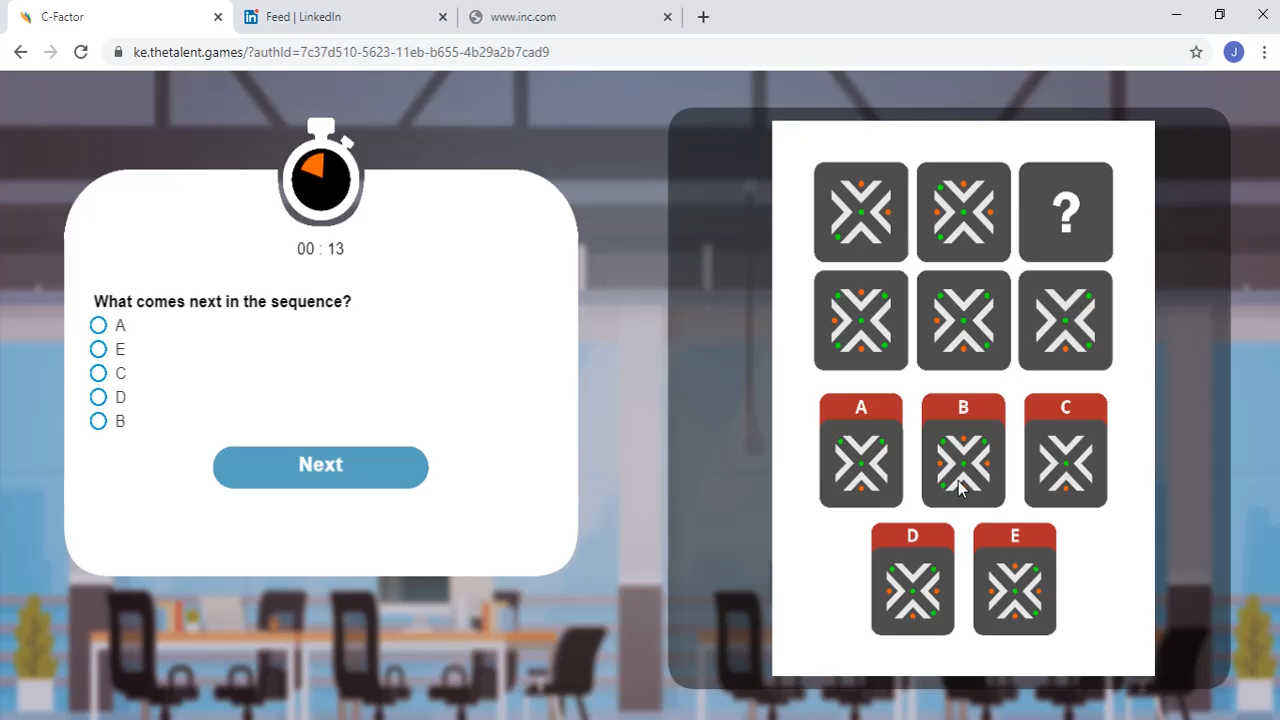 C-Factor
Feed | LinkedIn
www.inc.com
ke.thetalent.games/?authId=7c37d510-5623-11eb-b655-4b29a2b7cad9
J
00 : 13
What comes next in the sequence?
A
E
C
D
B
Next
?
A
B
C
D
E